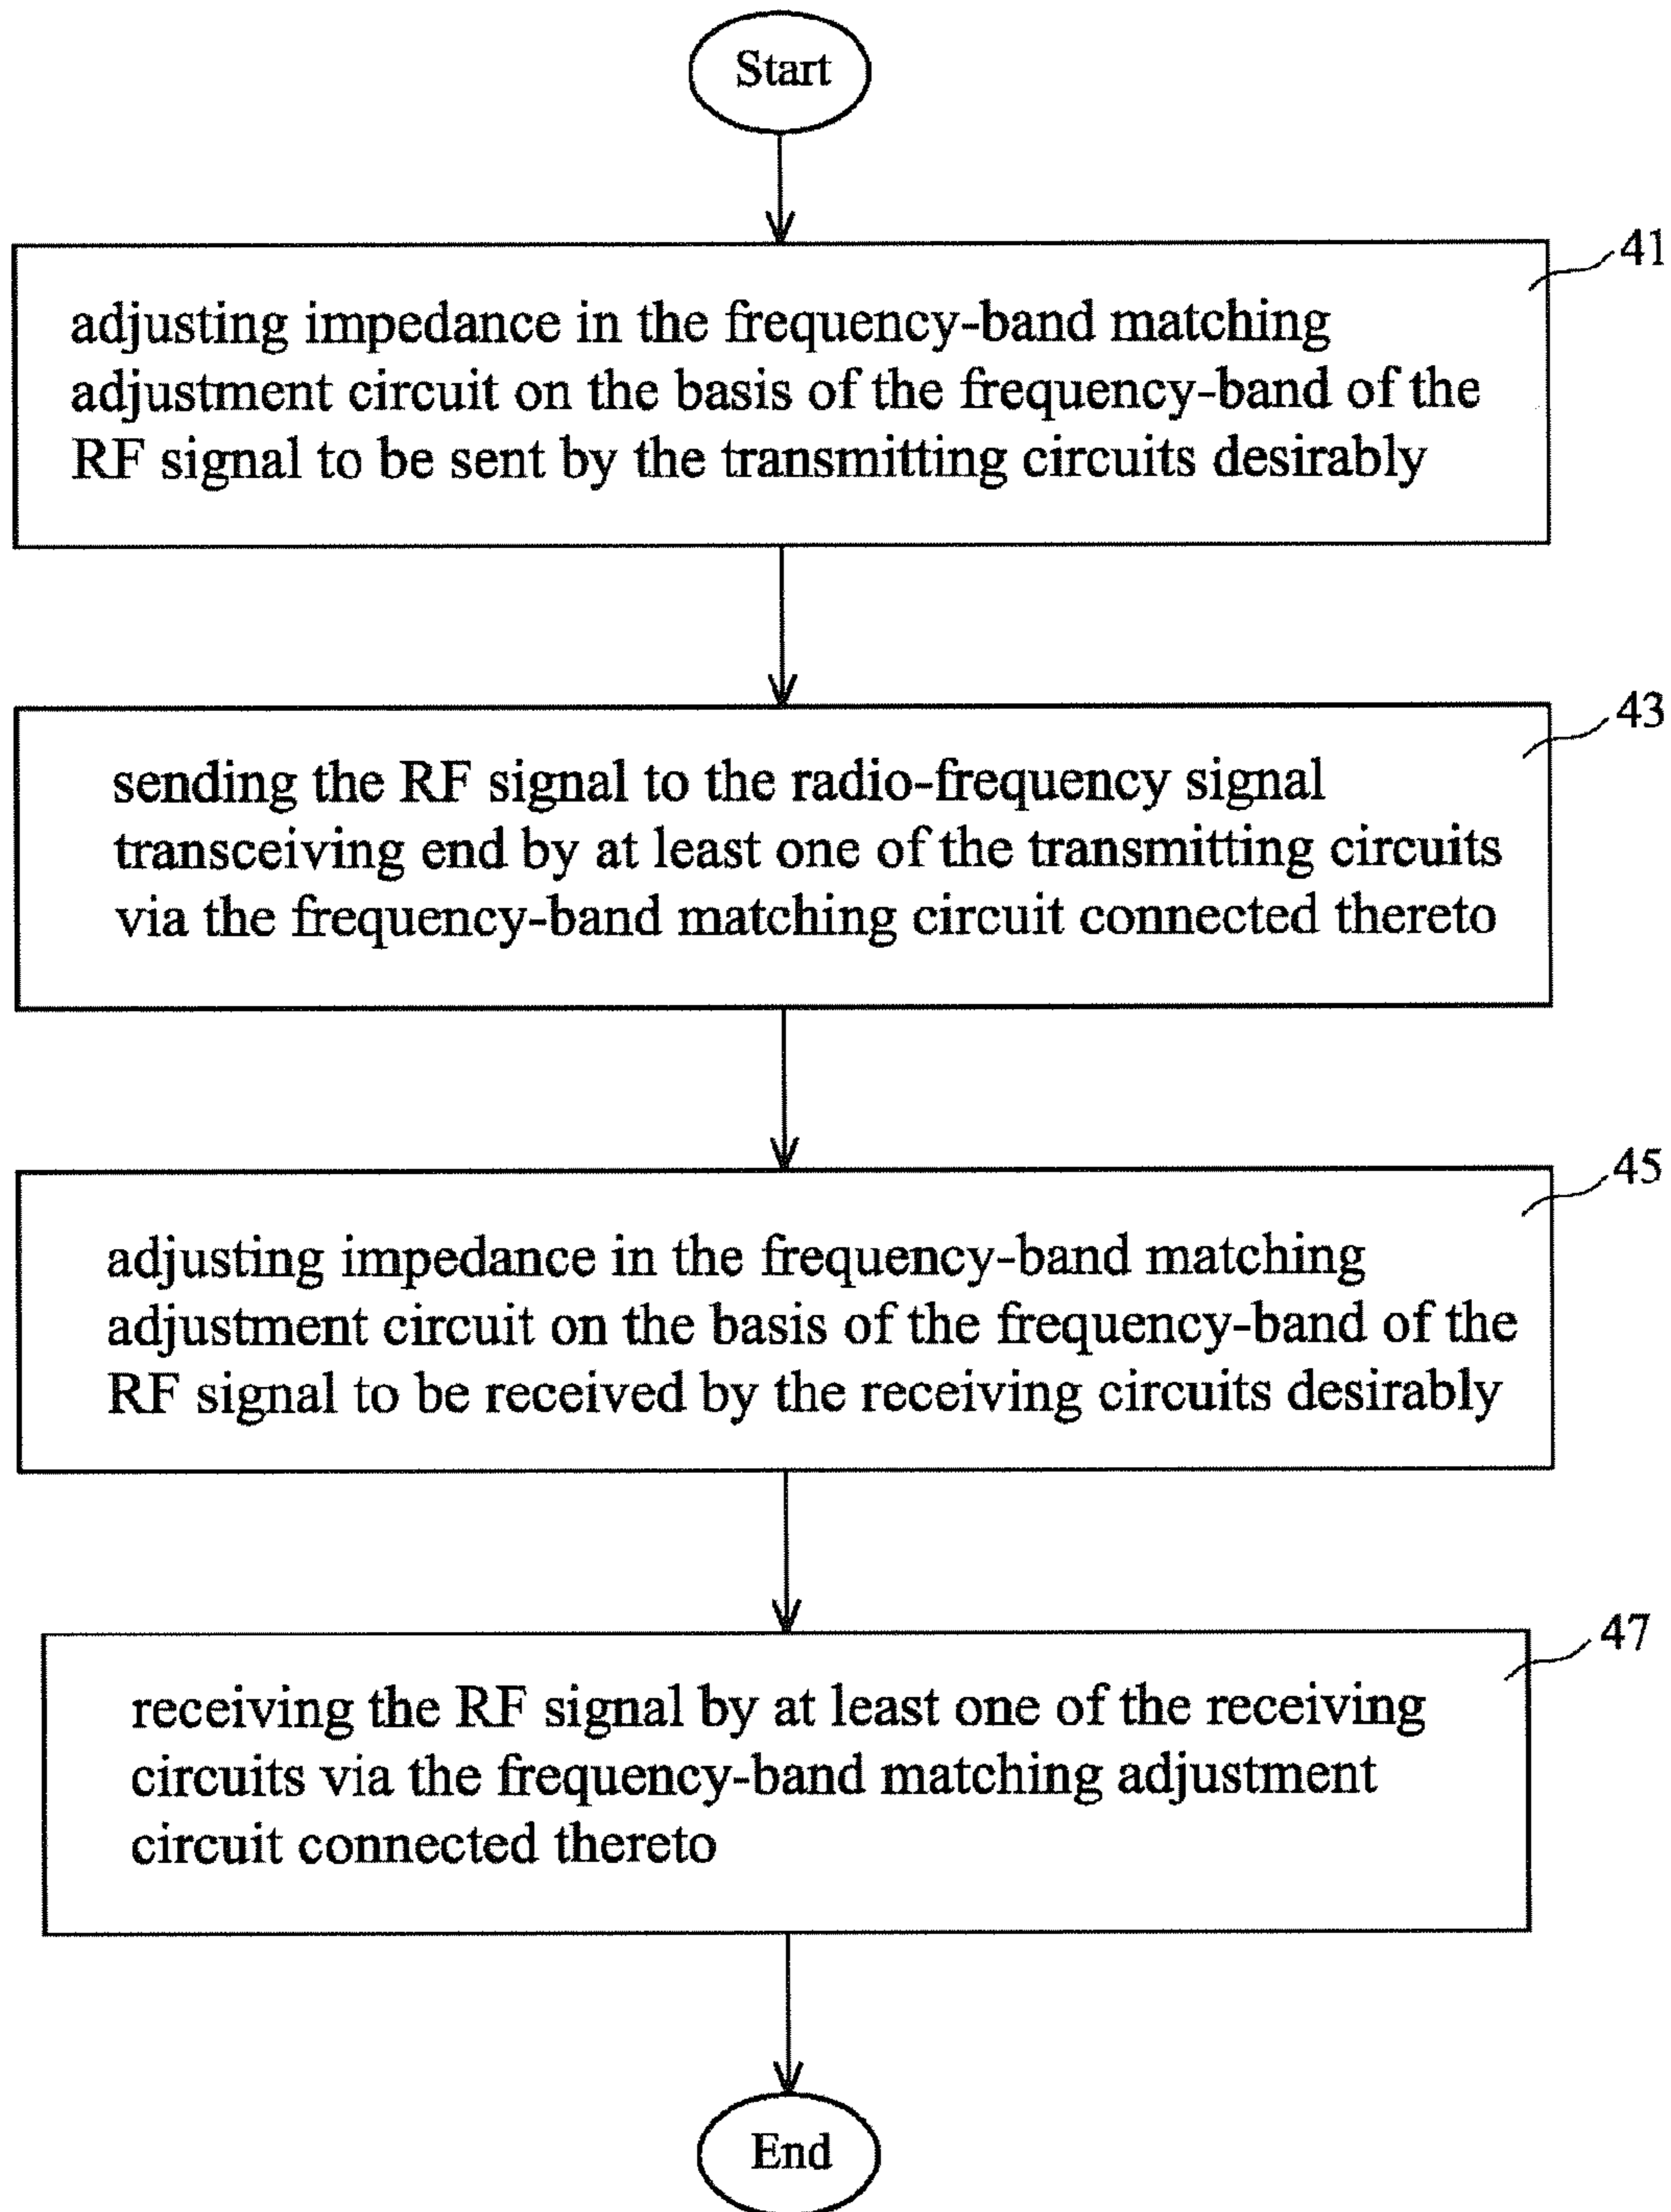 Start
41
adjusting impedance in the frequency-band matching
adjustment circuit on the basis of the frequency-band of the
RF signal to be sent by the transmitting circuits desirably
43
sending the RF signal to the radio-frequency signal
transceiving end by at least one of the transmitting circuits
via the frequency-band matching circuit connected thereto
45
adjusting impedance in the frequency-band matching
adjustment circuit on the basis of the frequency-band of the
RF signal to be received by the receiving circuits desirably
47
receiving the RF signal by at least one of the receiving
circuits via the frequency-band matching adjustment
circuit connected thereto
End